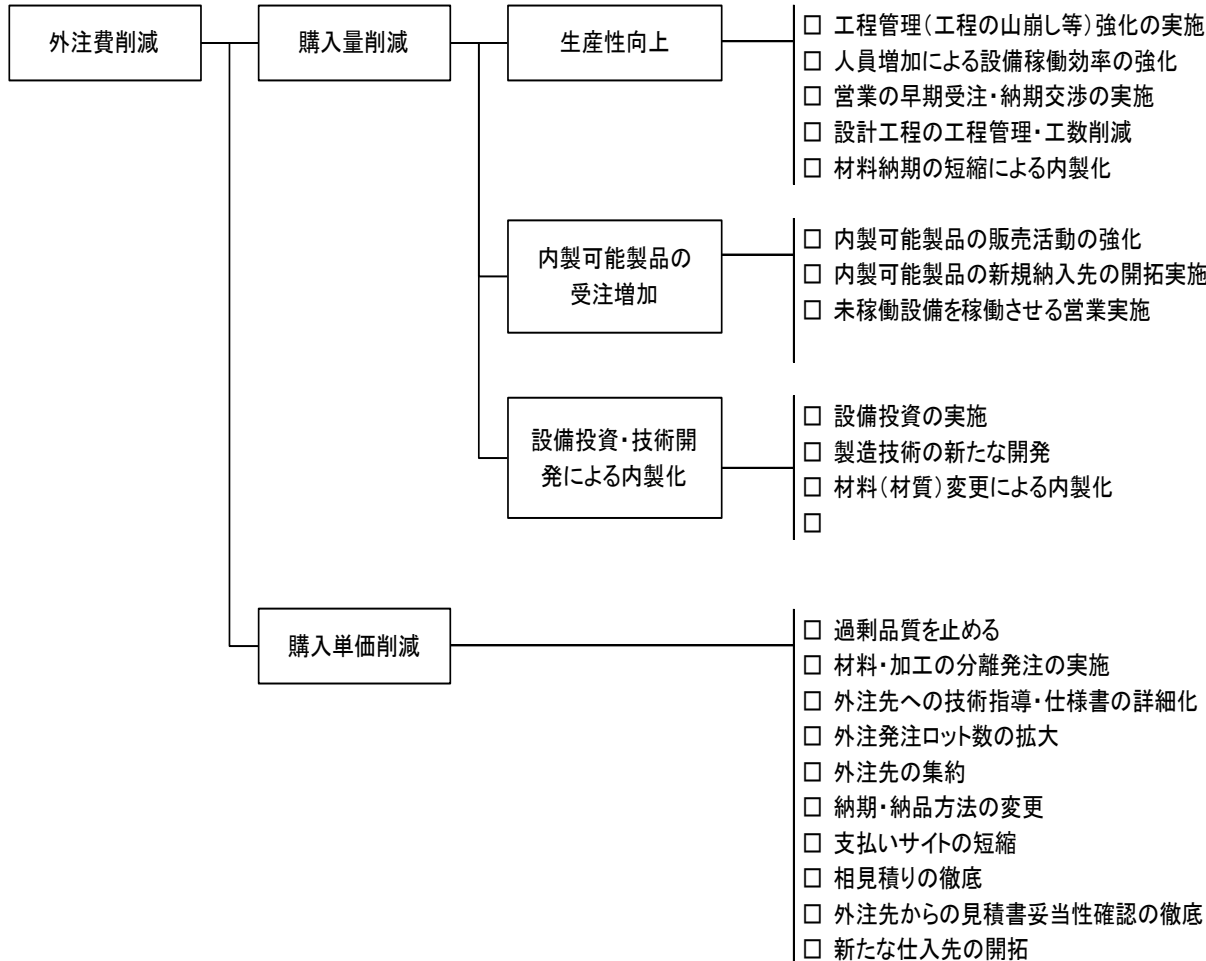 外注費削減
購入量削減
生産性向上
□ 工程管理（工程の山崩し等）強化の実施
□ 人員増加による設備稼働効率の強化
□ 営業の早期受注・納期交渉の実施
□ 設計工程の工程管理・工数削減
□ 材料納期の短縮による内製化
内製可能製品の
受注増加
□ 内製可能製品の販売活動の強化
□ 内製可能製品の新規納入先の開拓実施
□ 未稼働設備を稼働させる営業実施
設備投資・技術開
発による内製化
□ 設備投資の実施
□ 製造技術の新たな開発
□ 材料（材質）変更による内製化
□
購入単価削減
□ 過剰品質を止める
□ 材料・加工の分離発注の実施
□ 外注先への技術指導・仕様書の詳細化
□ 外注発注ロット数の拡大
□ 外注先の集約
□ 納期・納品方法の変更
□ 支払いサイトの短縮
□ 相見積りの徹底
□ 外注先からの見積書妥当性確認の徹底
□ 新たな仕入先の開拓